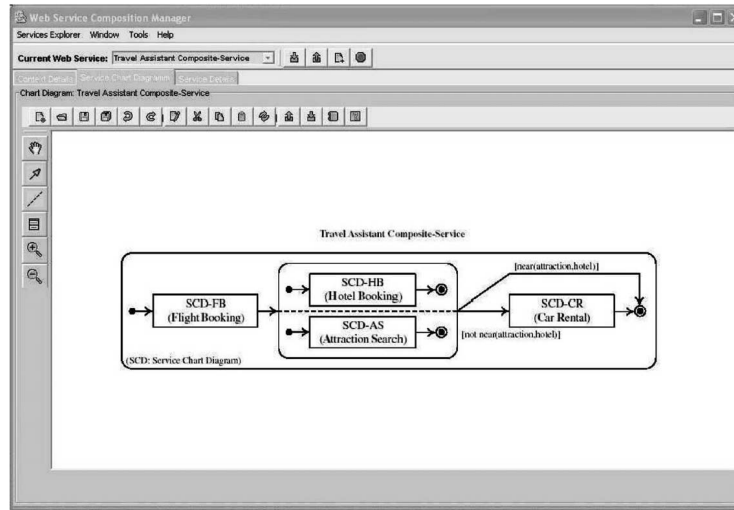 Web Service Composition Manager
Services Explorer Window Tools Help
Current Web Service: Travel Assistant Composite-Service
Content Details Service Chart Diagrams Service Details
Chart Diagram: Travel Assistant Composite-Service
Travel Assistant Composite-Service
[near(attraction,hotel)]
SCD-HB
(Hotel Booking)
SCD-FB
(Flight Booking)
SCD-CR
(Car Rental)
SCD-AS
(Attraction Search)
[not near(attraction,hotel)]
(SCD: Service Chart Diagram)